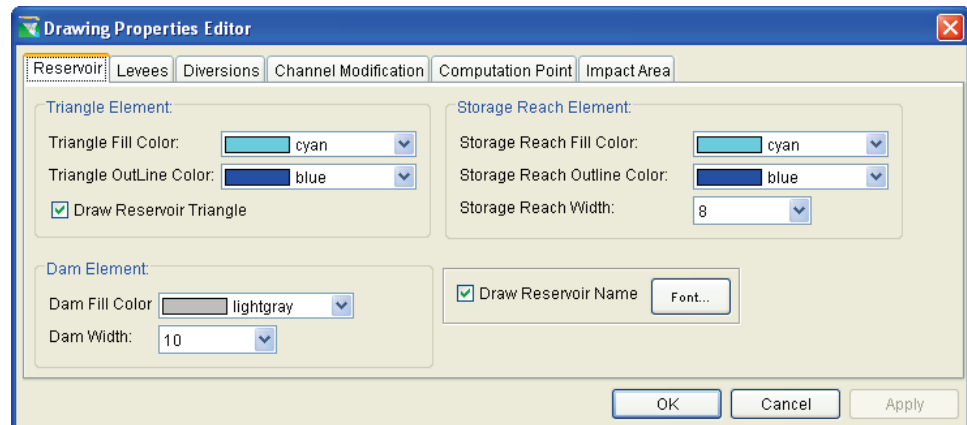 Drawing Properties Editor
Reservoir Levees Diversions Channel Modification Computation Point Impact Area
Triangle Element:
Triangle Fill Color: cyan
Triangle OutLine Color: blue
Draw Reservoir Triangle
Storage Reach Element:
Storage Reach Fill Color: cyan
Storage Reach Outline Color: blue
Storage Reach Width: 8
Dam Element:
Dam Fill Color lightgray
Dam Width: 10
Draw Reservoir Name Font...
OK Cancel Apply